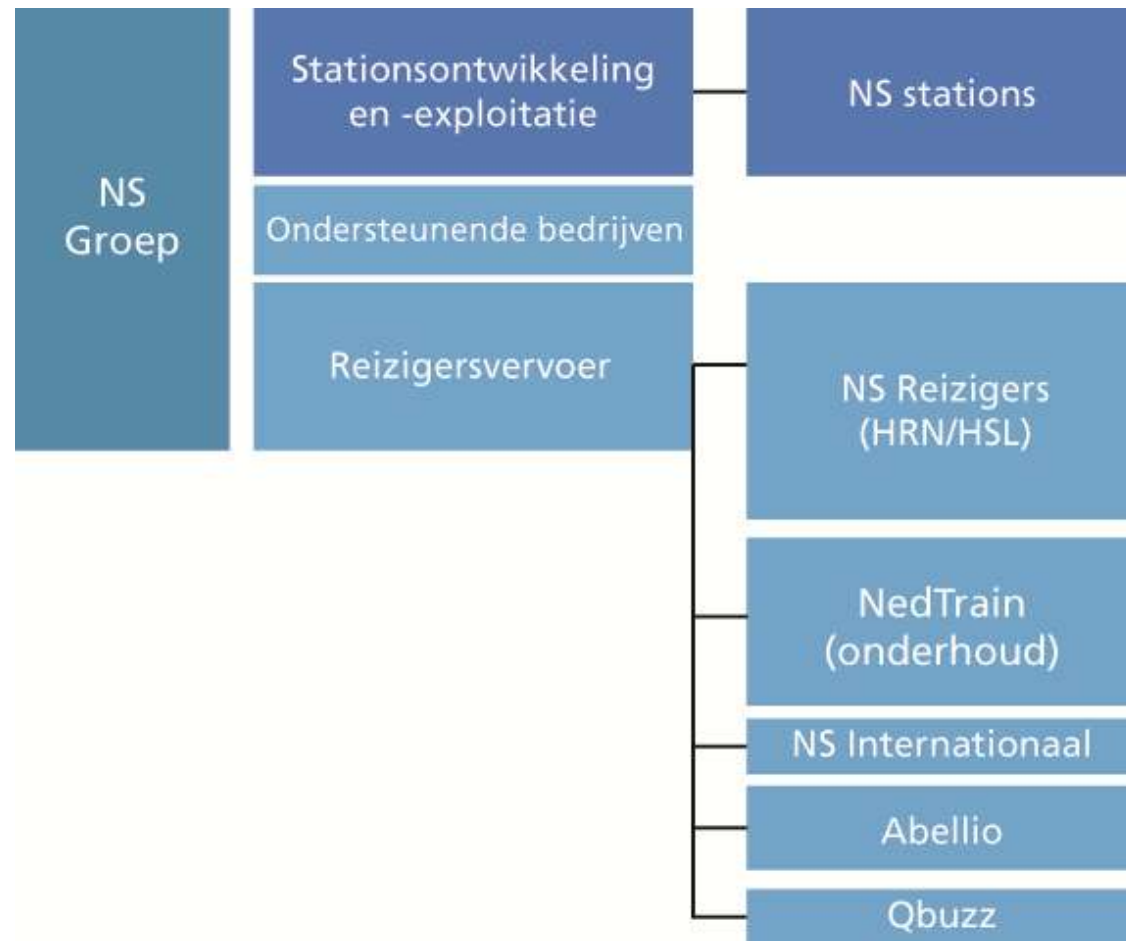 NS
Groep
Stationsontwikkeling
en -exploitatie
NS stations
Ondersteunende bedrijven
Reizigersvervoer
NS Reizigers
(HRN/HSL)
NedTrain
(onderhoud)
NS Internationaal
Abellio
Qbuzz